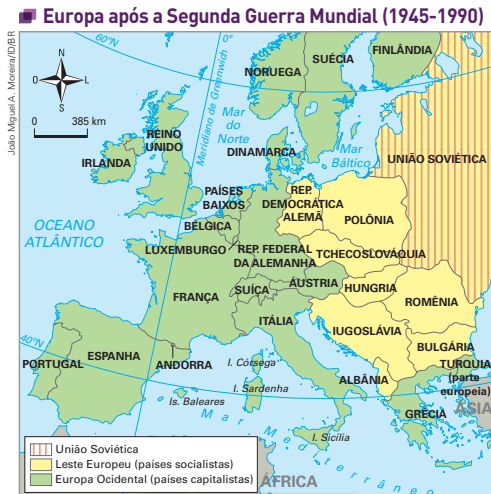 Europa após a Segunda Guerra Mundial (1945-1990)
João Miguel A. Moreira/ID/BR
60°N
0°
N
O
L
S
0 385 km
Meridiano de Greenwich
NORUEGA
SUÉCIA
FINLÂNDIA
Mar
do
Norte
REINO
UNIDO
IRLANDA
DINAMARCA
Mar
Báltico
UNIÃO SOVIÉTICA
PAÍSES
BAIXOS
REP.
DEMOCRÁTICA
ALEMÃ
POLÔNIA
OCEANO
ATLÂNTICO
BÉLGICA
LUXEMBURGO
REP. FEDERAL
DA ALEMANHA
TCHECOSLOVÁQUIA
FRANÇA
SUÍÇA
ÁUSTRIA
HUNGRIA
ROMÊNIA
ITÁLIA
IUGOSLÁVIA
40°N
BULGÁRIA
PORTUGAL
ESPANHA
ANDORRA
I. Córsega
I. Sardenha
Is. Baleares
ALBÂNIA
TURQUIA
(parte
europeia)
ÁSIA
GRÉCIA
Mar Mediterrâneo
I. Sicília
ÁFRICA
União Soviética
Leste Europeu (países socialistas)
Europa Ocidental (países capitalistas)